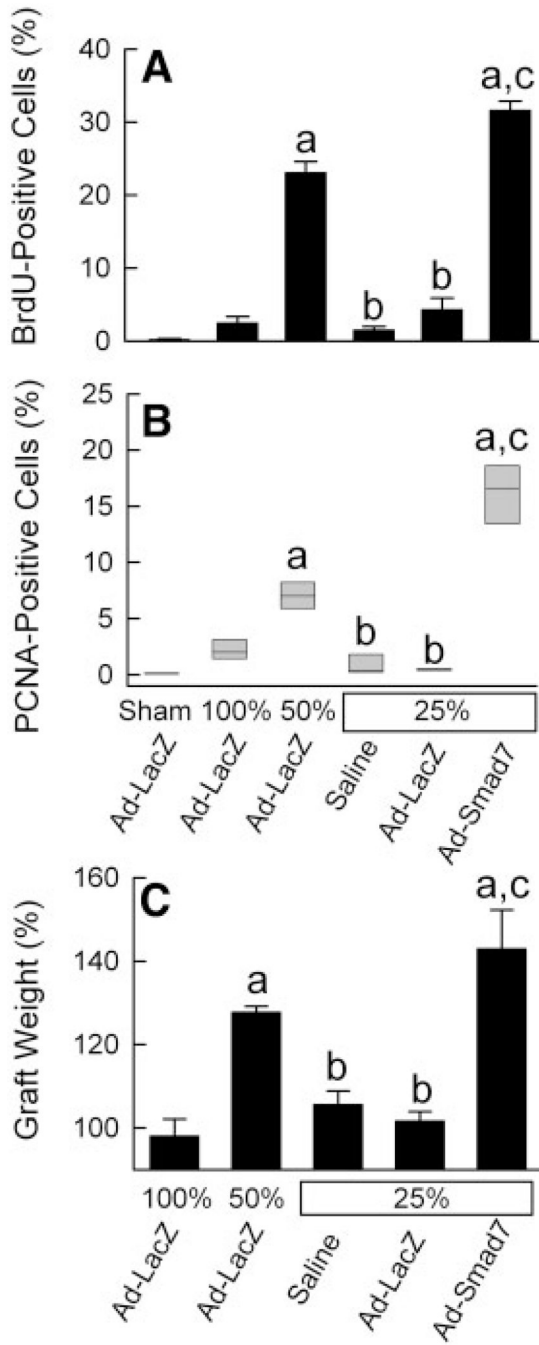 A
BrdU-Positive Cells (%)
40
30
20
10
0
a
b
b
a,c
B
PCNA-Positive Cells (%)
25
20
15
10
5
0
a
b
b
a,c
Sham 100% 50% 25%
Ad-LacZ
Ad-LacZ
Ad-LacZ
Saline
Ad-LacZ
Ad-Smad7
C
Graft Weight (%)
160
140
120
100
a
b
b
a,c
100% 50% 25%
Ad-LacZ
Ad-LacZ
Saline
Ad-LacZ
Ad-Smad7